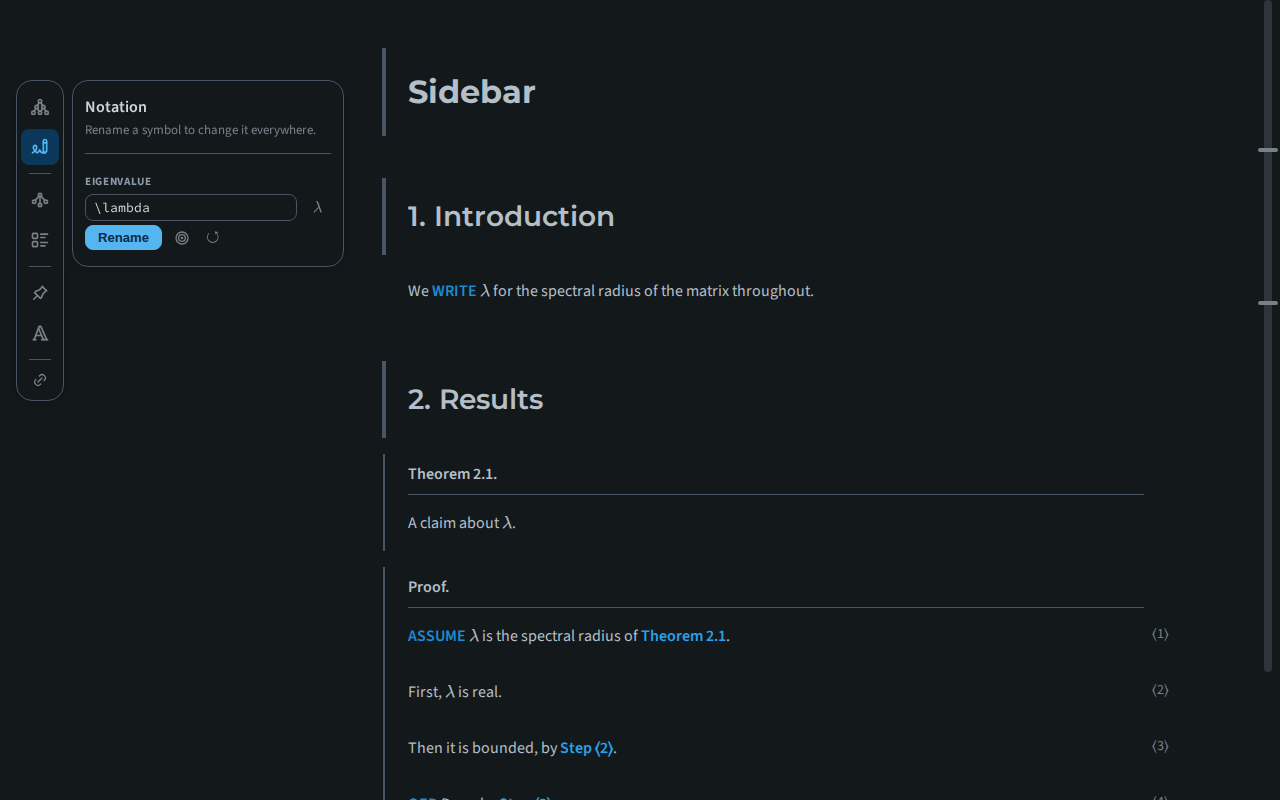 Notation
Rename a symbol to change it everywhere.
EIGENVALUE
\lambda
λ
Rename
Sidebar
1. Introduction
We WRITE λ for the spectral radius of the matrix throughout.
2. Results
Theorem 2.1.
A claim about λ.
Proof.
ASSUME λ is the spectral radius of Theorem 2.1. ⟨1⟩
First, λ is real. ⟨2⟩
Then it is bounded, by Step ⟨2⟩. ⟨3⟩